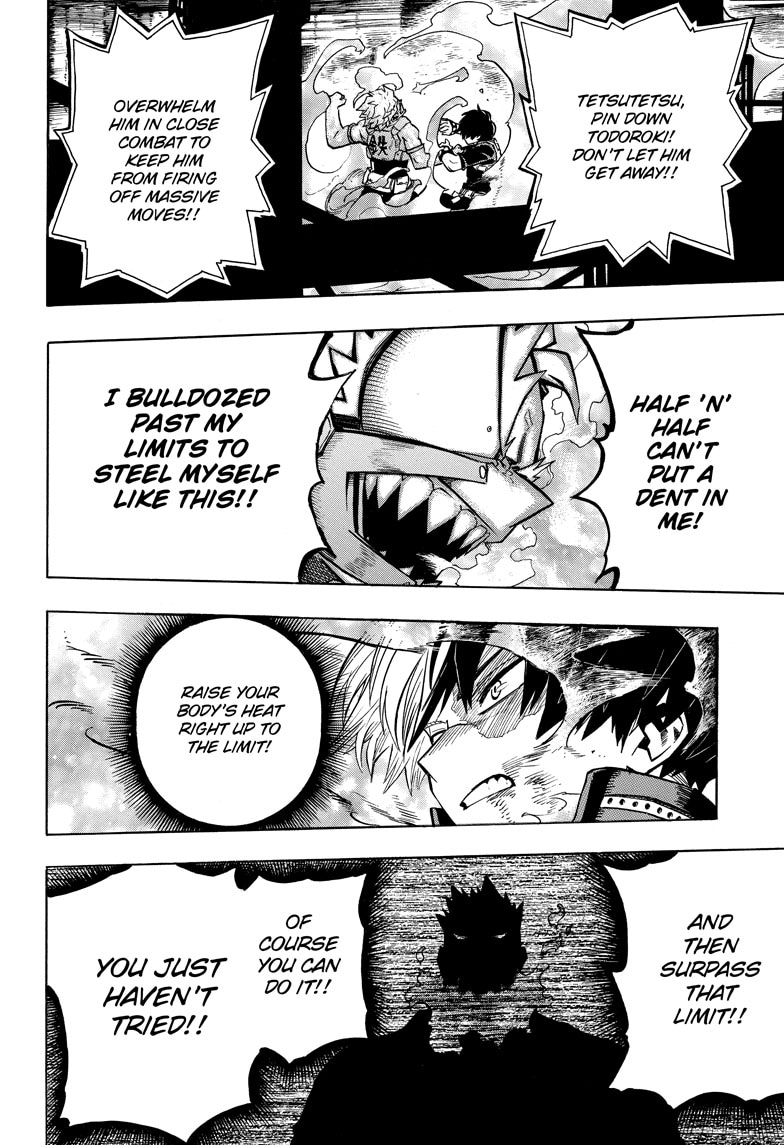 TETSUTETSU,
PIN DOWN
TODOROKI!
DON'T LET HIM
GET AWAY!!
OVERWHELM
HIM IN CLOSE
COMBAT TO
KEEP HIM
FROM FIRING
OFF MASSIVE
MOVES!!
鉄
HALF 'N'
HALF
CAN'T
PUT A
DENT IN
ME!
I BULLDOZED
PAST MY
LIMITS TO
STEEL MYSELF
LIKE THIS!!
RAISE YOUR
BODY'S HEAT
RIGHT UP TO
THE LIMIT!
AND
THEN
SURPASS
THAT
LIMIT!!
OF
COURSE
YOU CAN
DO IT!!
YOU JUST
HAVEN'T
TRIED!!